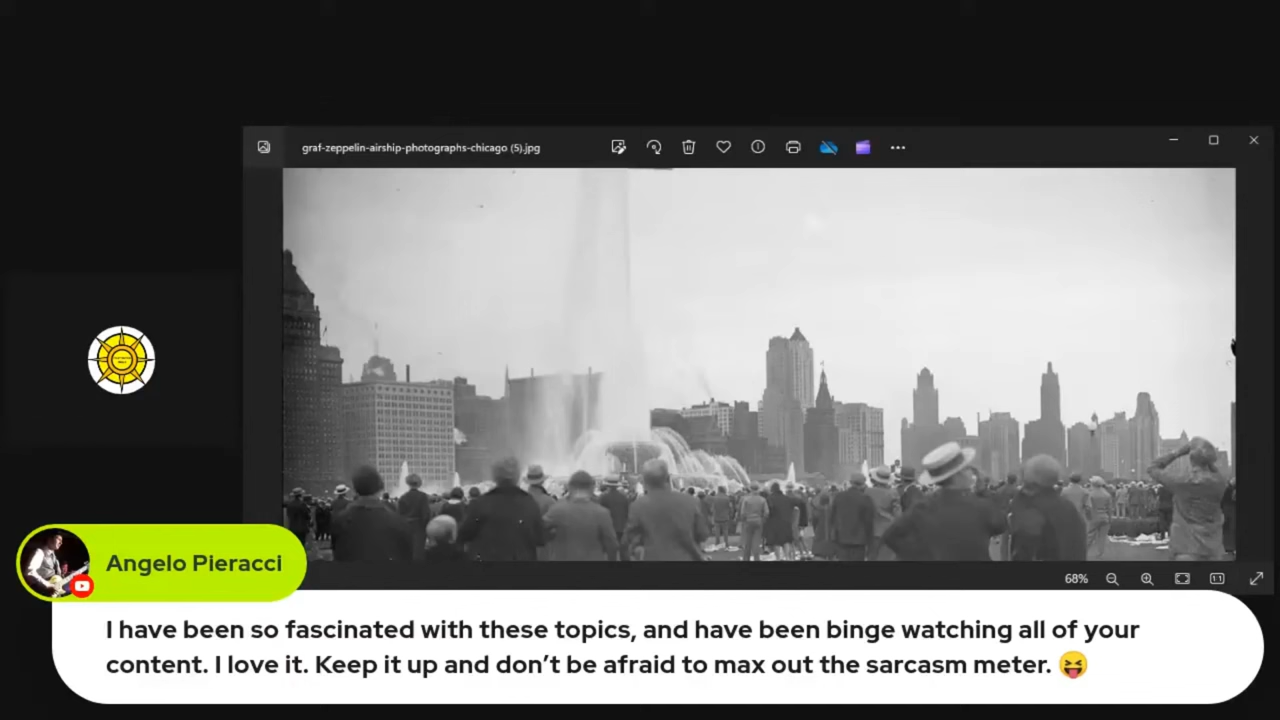 graf-zeppelin-airship-photographs-chicago (5).jpg
68%
Angelo Pieracci
I have been so fascinated with these topics, and have been binge watching all of your
content. I love it. Keep it up and don’t be afraid to max out the sarcasm meter. 😝